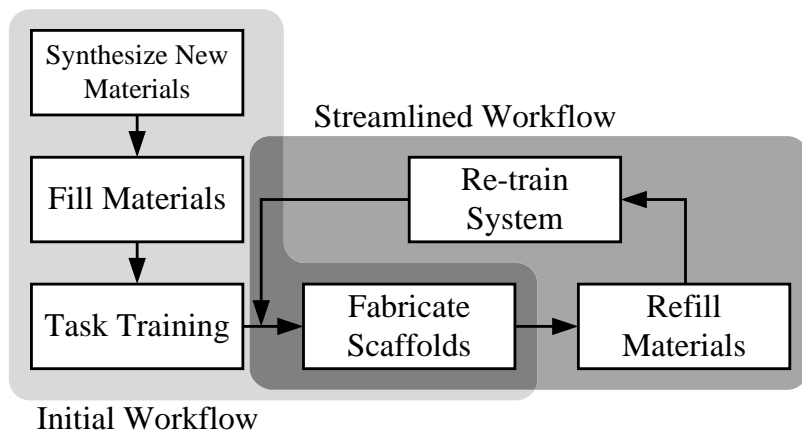 Synthesize New
Materials
Streamlined Workflow
Fill Materials
Re-train
System
Task Training
Fabricate
Scaffolds
Refill
Materials
Initial Workflow